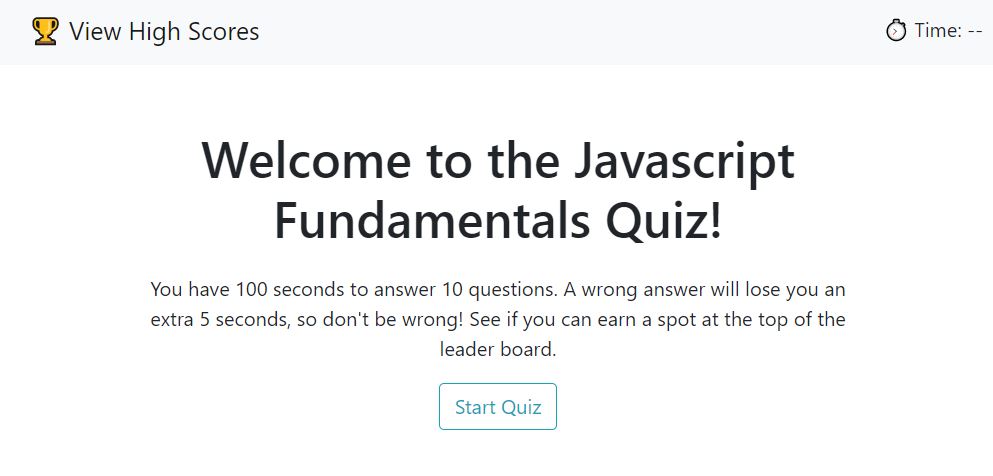 View High Scores
Time: --
Welcome to the Javascript
Fundamentals Quiz!
You have 100 seconds to answer 10 questions. A wrong answer will lose you an
extra 5 seconds, so don't be wrong! See if you can earn a spot at the top of the
leader board.
Start Quiz